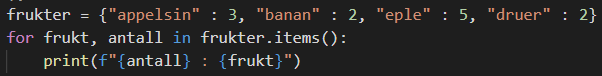 frukter = {"appelsin" : 3, "banan" : 2, "eple" : 5, "druer" : 2}
for frukt, antall in frukter.items():
    print(f"{antall} : {frukt}")